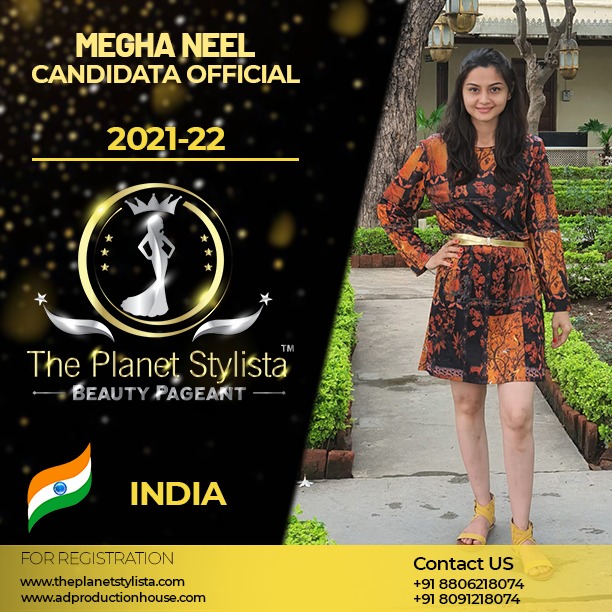 MEGHA NEEL
CANDIDATA OFFICIAL
2021-22
The Planet Stylista™
BEAUTY PAGEANT
INDIA
FOR REGISTRATION
www.theplanetstylista.com
www.adproductionhouse.com
Contact US
+91 8806218074
+91 8091218074